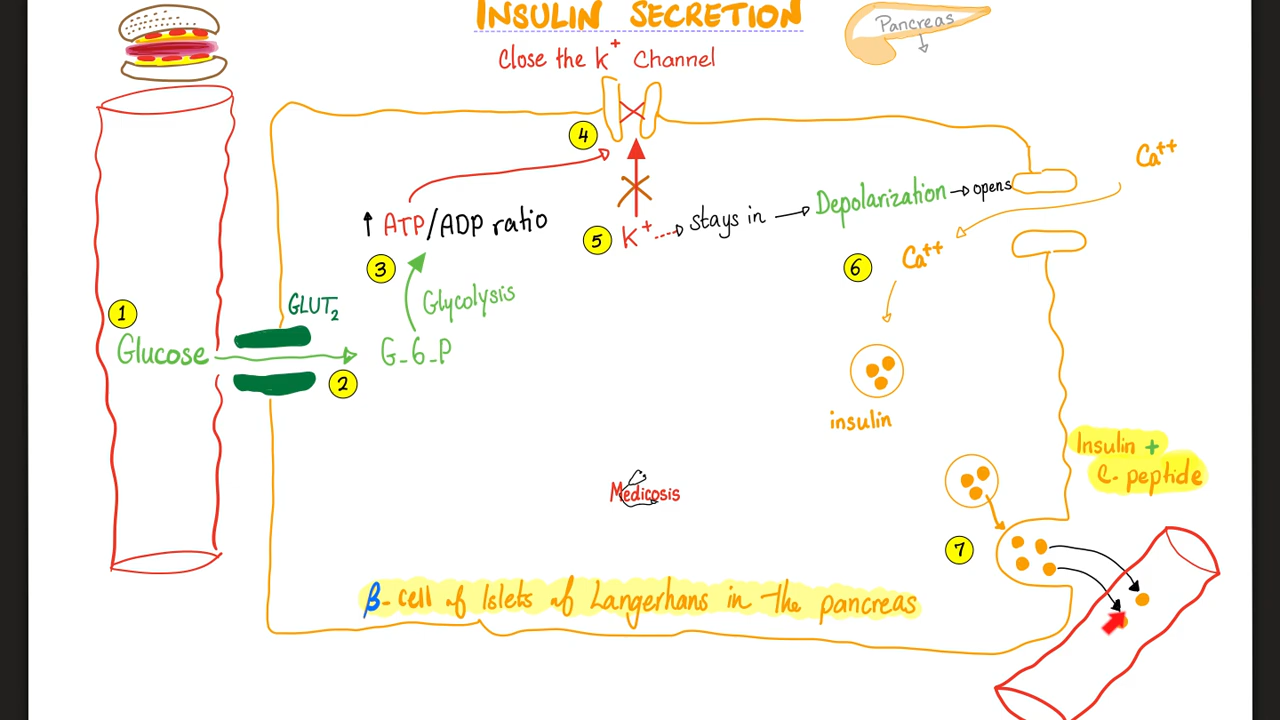 INSULIN SECRETION
Pancreas
Close the K+ Channel
4
Ca++
↑ ATP/ADP ratio
5 K+ stays in → Depolarization → opens
3
6 Ca++
1
Glucose
GLUT2
Glycolysis
2
G-6-P
insulin
Insulin +
C-peptide
Medicosis
7
β-cell of Islets of Langerhans in the pancreas